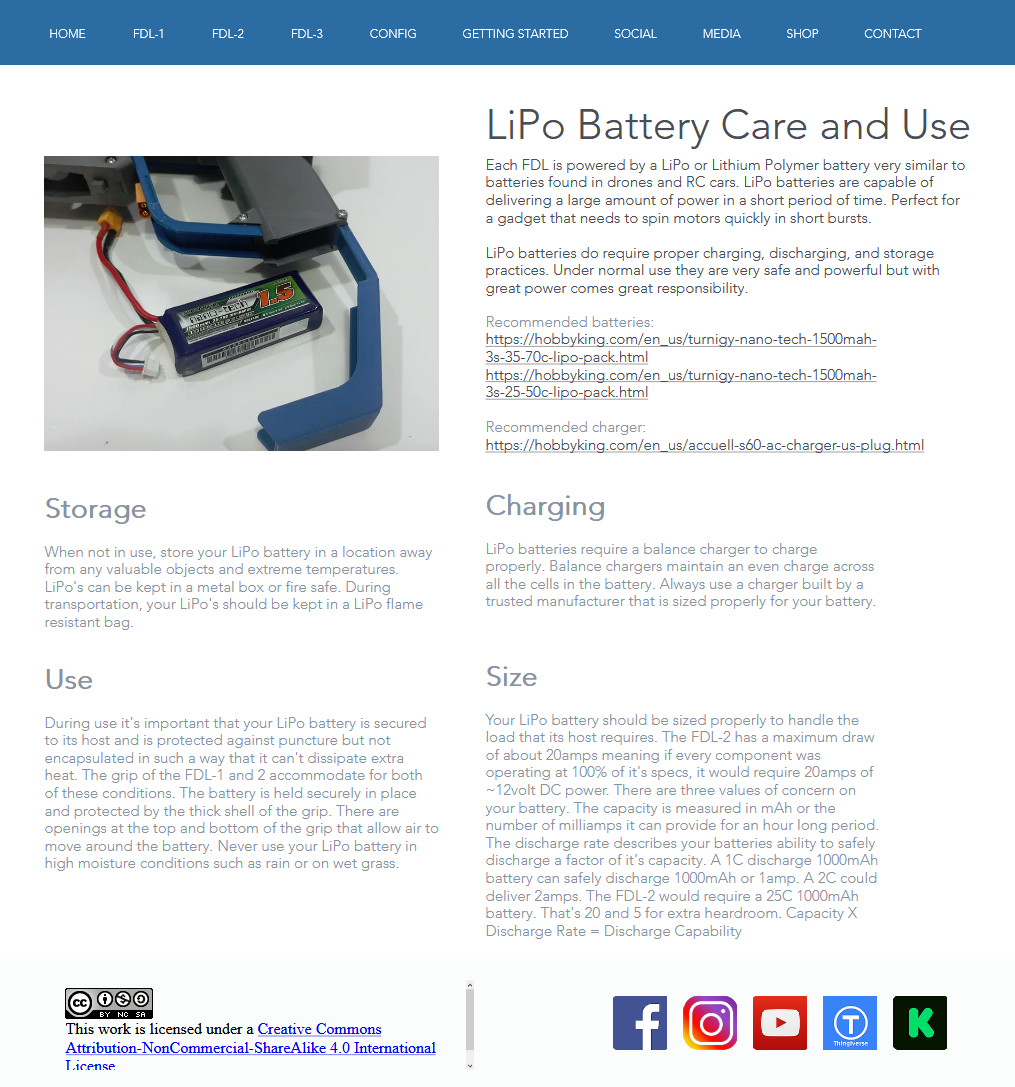 HOME FDL-1 FDL-2 FDL-3 CONFIG GETTING STARTED SOCIAL MEDIA SHOP CONTACT
LiPo Battery Care and Use
Each FDL is powered by a LiPo or Lithium Polymer battery very similar to
batteries found in drones and RC cars. LiPo batteries are capable of
delivering a large amount of power in a short period of time. Perfect for
a gadget that needs to spin motors quickly in short bursts.
LiPo batteries do require proper charging, discharging, and storage
practices. Under normal use they are very safe and powerful but with
great power comes great responsibility.
Recommended batteries:
https://hobbyking.com/en_us/turnigy-nano-tech-1500mah-
3s-35-70c-lipo-pack.html
https://hobbyking.com/en_us/turnigy-nano-tech-1500mah-
3s-25-50c-lipo-pack.html
Recommended charger:
https://hobbyking.com/en_us/accuell-s60-ac-charger-us-plug.html
nano-tech 1.5
Storage
When not in use, store your LiPo battery in a location away
from any valuable objects and extreme temperatures.
LiPo's can be kept in a metal box or fire safe. During
transportation, your LiPo's should be kept in a LiPo flame
resistant bag.
Charging
LiPo batteries require a balance charger to charge
properly. Balance chargers maintain an even charge across
all the cells in the battery. Always use a charger built by a
trusted manufacturer that is sized properly for your battery.
Use
During use it's important that your LiPo battery is secured
to its host and is protected against puncture but not
encapsulated in such a way that it can't dissipate extra
heat. The grip of the FDL-1 and 2 accommodate for both
of these conditions. The battery is held securely in place
and protected by the thick shell of the grip. There are
openings at the top and bottom of the grip that allow air to
move around the battery. Never use your LiPo battery in
high moisture conditions such as rain or on wet grass.
Size
Your LiPo battery should be sized properly to handle the
load that its host requires. The FDL-2 has a maximum draw
of about 20amps meaning if every component was
operating at 100% of it's specs, it would require 20amps of
~12volt DC power. There are three values of concern on
your battery. The capacity is measured in mAh or the
number of milliamps it can provide for an hour long period.
The discharge rate describes your batteries ability to safely
discharge a factor of it's capacity. A 1C discharge 1000mAh
battery can safely discharge 1000mAh or 1amp. A 2C could
deliver 2amps. The FDL-2 would require a 25C 1000mAh
battery. That's 20 and 5 for extra heardroom. Capacity X
Discharge Rate = Discharge Capability
cc BY NC SA
This work is licensed under a Creative Commons
Attribution-NonCommercial-ShareAlike 4.0 International
License
Thingiverse